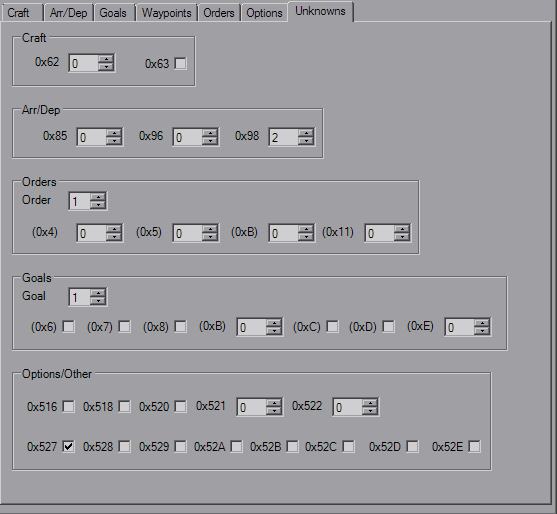 Craft Arr/Dep Goals Waypoints Orders Options Unknowns
Craft
0x62 0 0x63
Arr/Dep
0x85 0 0x96 0 0x98 2
Orders
Order 1
(0x4) 0 (0x5) 0 (0xB) 0 (0x11) 0
Goals
Goal 1
(0x6) (0x7) (0x8) (0xB) 0 (0xC) (0xD) (0xE) 0
Options/Other
0x516 0x518 0x520 0x521 0 0x522 0
0x527 0x528 0x529 0x52A 0x52B 0x52C 0x52D 0x52E